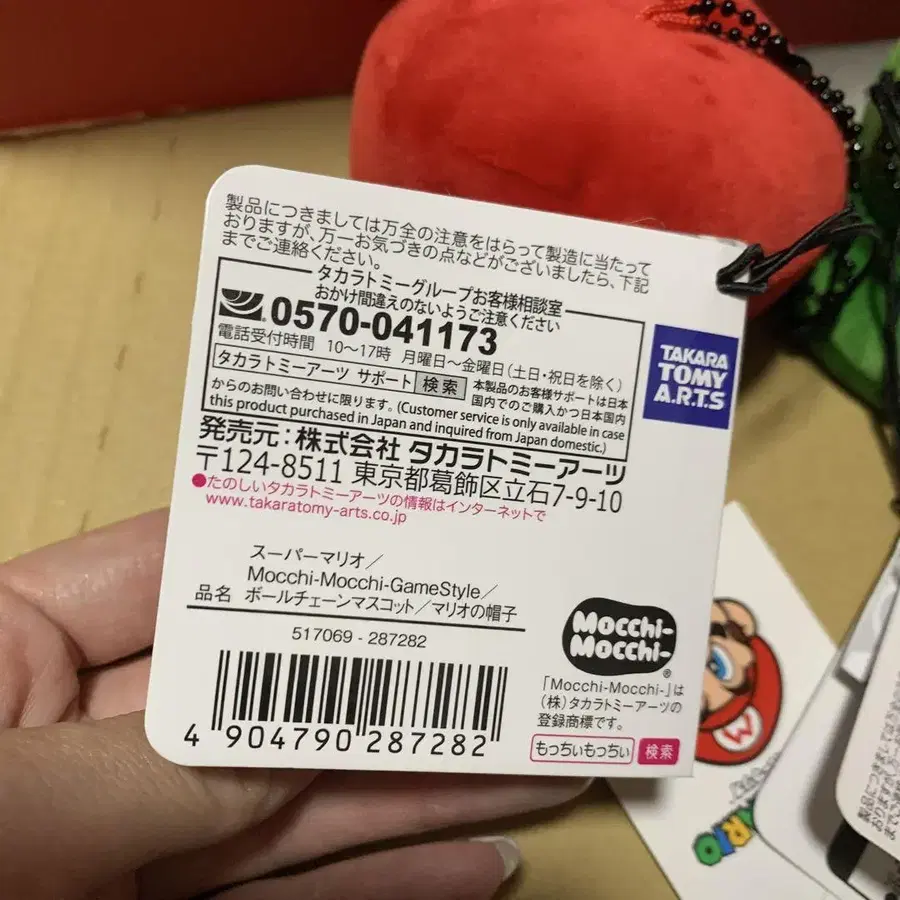 製品につきましては万全の注意をはらって製造に当たって
おりますが、万一お気づきの点などがございましたら、下記
までご連絡ください。
タカラトミーグループお客様相談室
おかけ間違えのないようご注意ください
0570-041173
電話受付時間 10〜17時 月曜日〜金曜日(土日・祝日を除く)
タカラトミーアーツ サポート 検索 本製品のお客様サポートは日本
国内でのご購入かつ日本国内
からのお問い合わせに限ります。(Customer service is only available in case
this product purchased in Japan and inquired from Japan domestic.)
発売元:株式会社 タカラトミーアーツ
〒124-8511 東京都葛飾区立石7-9-10
●たのしいタカラトミーアーツの情報はインターネットで
www.takaratomy-arts.co.jp
TAKARA
TOMY
A.R.T.S
スーパーマリオ/
Mocchi-Mocchi-GameStyle/
品名 ボールチェーンマスコット/マリオの帽子
517069 - 287282
4 904790 287282
Mocchi-
Mocchi-
®
「Mocchi-Mocchi-」は
(株)タカラトミーアーツの
登録商標です。
もっちぃもっちぃ 検索
M